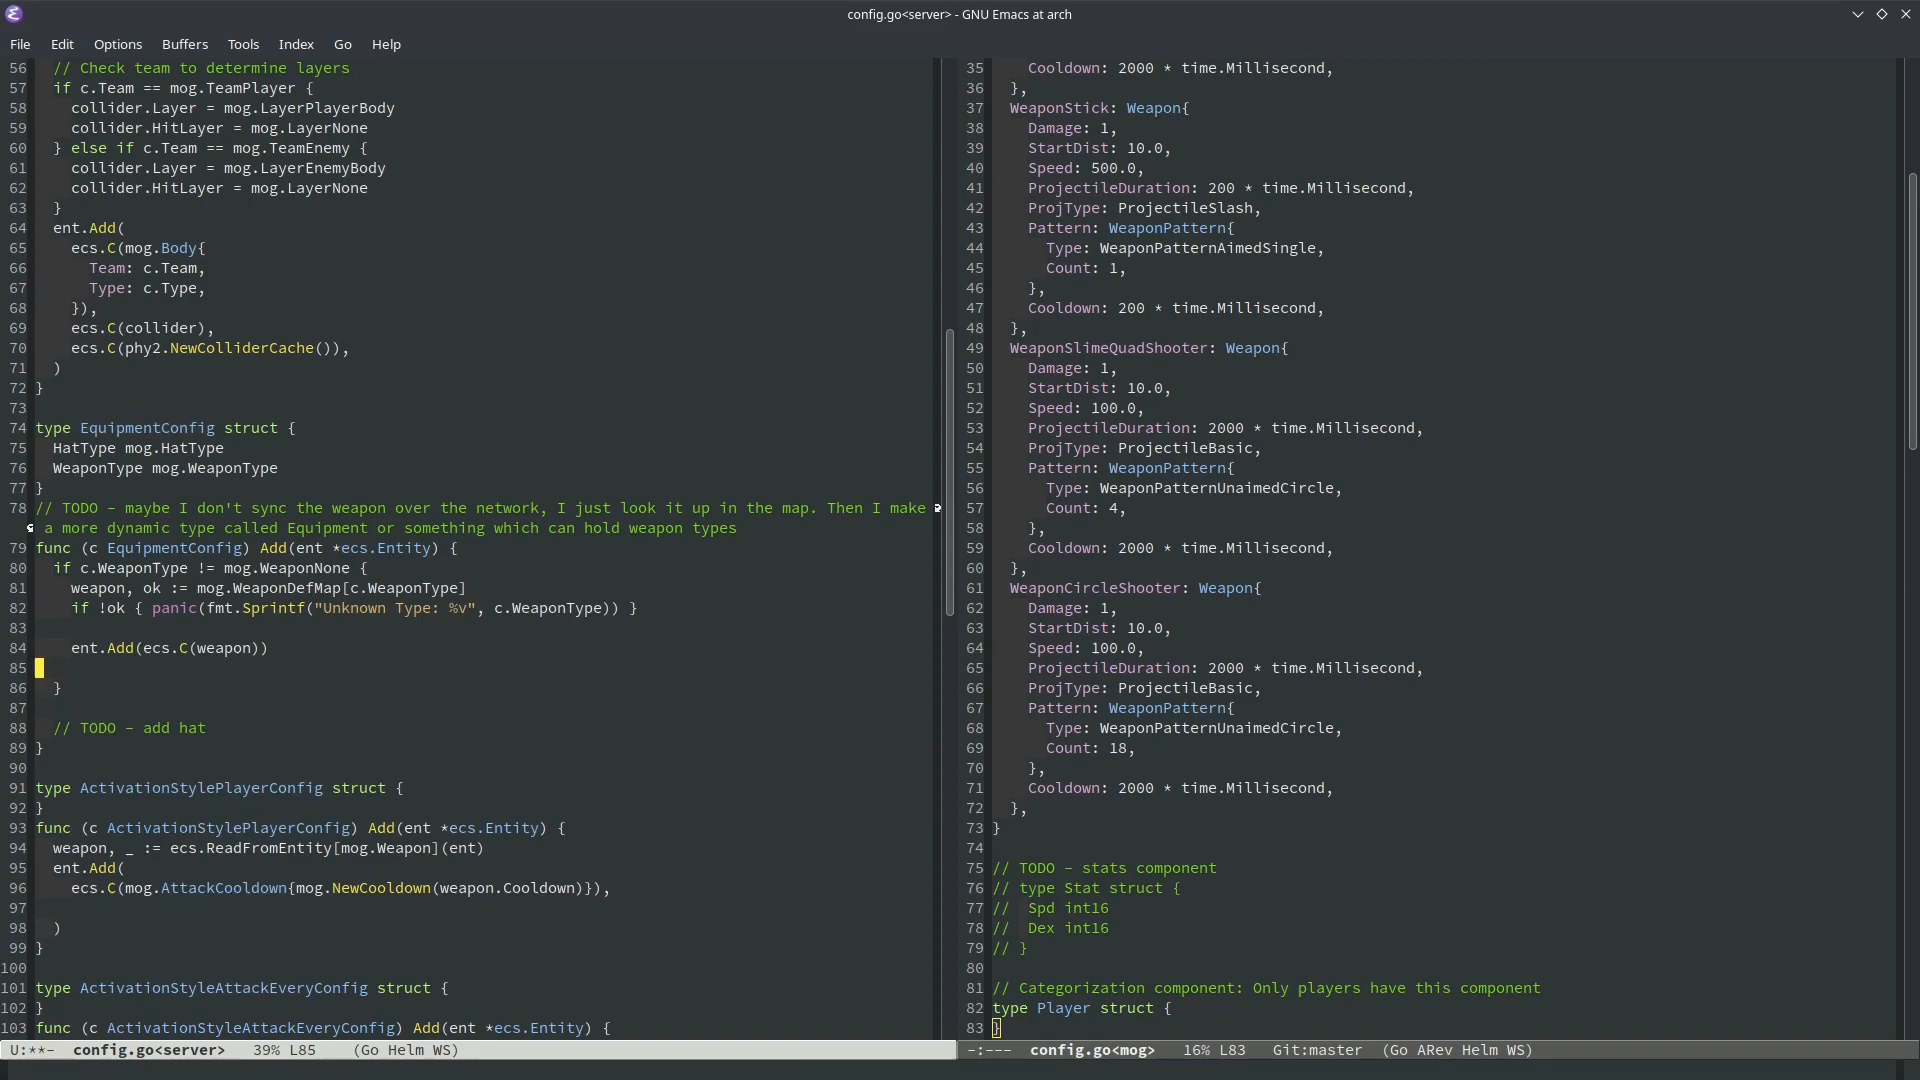 config.go<server> - GNU Emacs at arch
File Edit Options Buffers Tools Index Go Help
56 // Check team to determine layers
57 if c.Team == mog.TeamPlayer {
58 collider.Layer = mog.LayerPlayerBody
59 collider.HitLayer = mog.LayerNone
60 } else if c.Team == mog.TeamEnemy {
61 collider.Layer = mog.LayerEnemyBody
62 collider.HitLayer = mog.LayerNone
63 }
64 ent.Add(
65 ecs.C(mog.Body{
66 Team: c.Team,
67 Type: c.Type,
68 }),
69 ecs.C(collider),
70 ecs.C(phy2.NewColliderCache()),
71 )
72 }
73
74 type EquipmentConfig struct {
75 HatType mog.HatType
76 WeaponType mog.WeaponType
77 }
78 // TODO - maybe I don't sync the weapon over the network, I just look it up in the map. Then I make
a more dynamic type called Equipment or something which can hold weapon types
79 func (c EquipmentConfig) Add(ent *ecs.Entity) {
80 if c.WeaponType != mog.WeaponNone {
81 weapon, ok := mog.WeaponDefMap[c.WeaponType]
82 if !ok { panic(fmt.Sprintf("Unknown Type: %v", c.WeaponType)) }
83
84 ent.Add(ecs.C(weapon))
85
86 }
87
88 // TODO - add hat
89 }
90
91 type ActivationStylePlayerConfig struct {
92 }
93 func (c ActivationStylePlayerConfig) Add(ent *ecs.Entity) {
94 weapon, _ := ecs.ReadFromEntity[mog.Weapon](ent)
95 ent.Add(
96 ecs.C(mog.AttackCooldown{mog.NewCooldown(weapon.Cooldown)}),
97
98 )
99 }
100
101 type ActivationStyleAttackEveryConfig struct {
102 }
103 func (c ActivationStyleAttackEveryConfig) Add(ent *ecs.Entity) {
U:**- config.go<server> 39% L85 (Go Helm WS)
35 Cooldown: 2000 * time.Millisecond,
36 },
37 WeaponStick: Weapon{
38 Damage: 1,
39 StartDist: 10.0,
40 Speed: 500.0,
41 ProjectileDuration: 200 * time.Millisecond,
42 ProjType: ProjectileSlash,
43 Pattern: WeaponPattern{
44 Type: WeaponPatternAimedSingle,
45 Count: 1,
46 },
47 Cooldown: 200 * time.Millisecond,
48 },
49 WeaponSlimeQuadShooter: Weapon{
50 Damage: 1,
51 StartDist: 10.0,
52 Speed: 100.0,
53 ProjectileDuration: 2000 * time.Millisecond,
54 ProjType: ProjectileBasic,
55 Pattern: WeaponPattern{
56 Type: WeaponPatternUnaimedCircle,
57 Count: 4,
58 },
59 Cooldown: 2000 * time.Millisecond,
60 },
61 WeaponCircleShooter: Weapon{
62 Damage: 1,
63 StartDist: 10.0,
64 Speed: 100.0,
65 ProjectileDuration: 2000 * time.Millisecond,
66 ProjType: ProjectileBasic,
67 Pattern: WeaponPattern{
68 Type: WeaponPatternUnaimedCircle,
69 Count: 18,
70 },
71 Cooldown: 2000 * time.Millisecond,
72 },
73 }
74
75 // TODO - stats component
76 // type Stat struct {
77 // Spd int16
78 // Dex int16
79 // }
80
81 // Categorization component: Only players have this component
82 type Player struct {
83 }
-:--- config.go<mog> 16% L83 Git:master (Go ARev Helm WS)